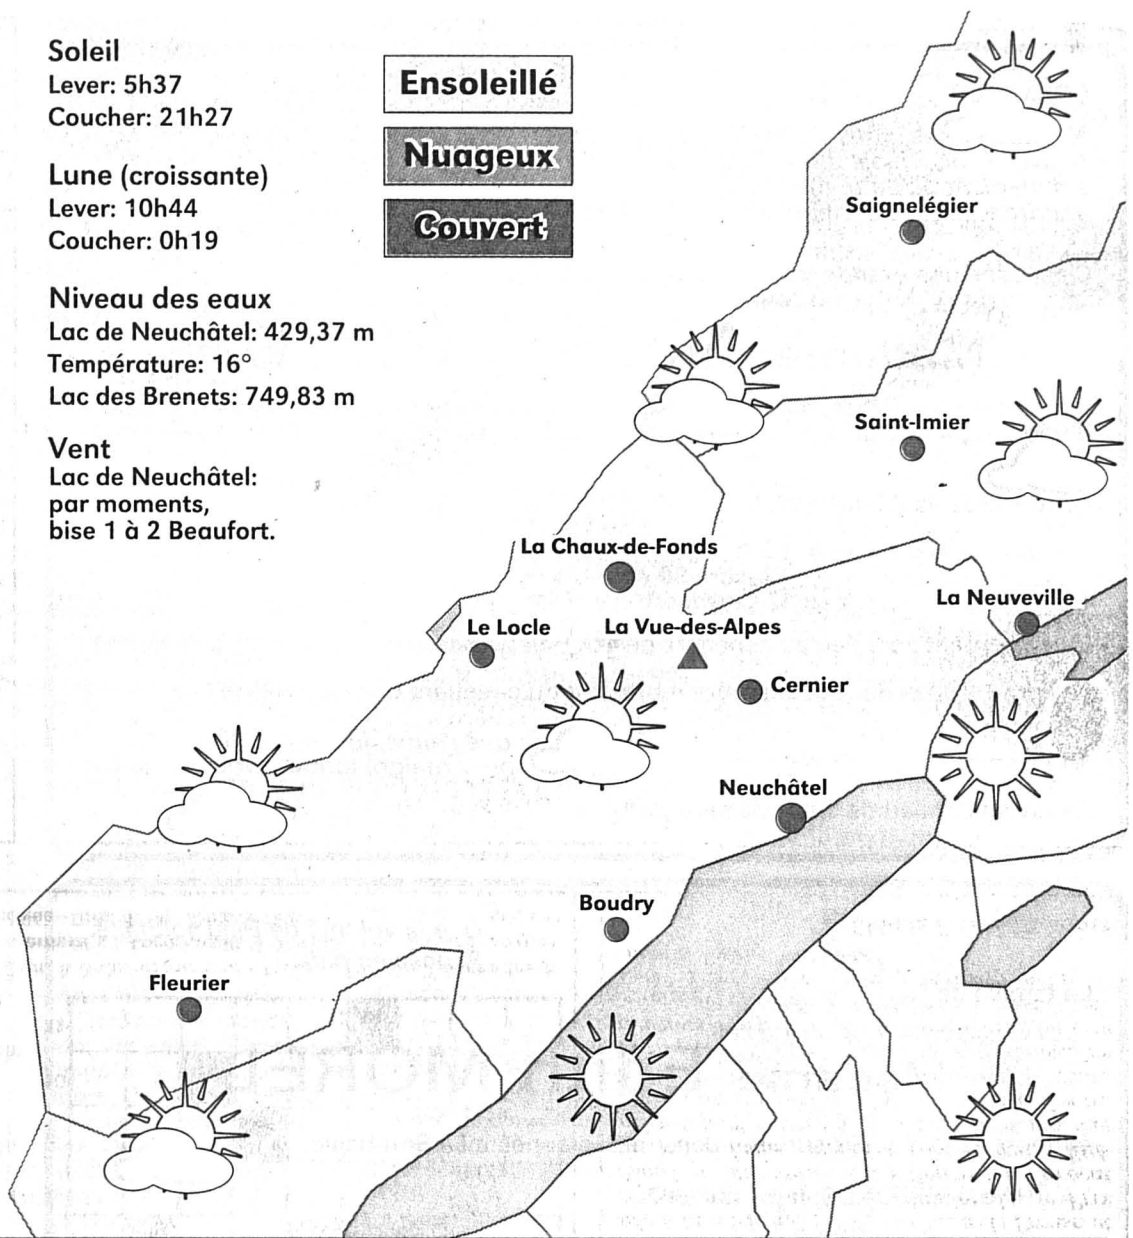 Soleil
Lever: 5h37
Coucher: 21h27
Lune (croissante)
Lever: 10h44
Coucher: 0h19
Niveau des eaux
Lac de Neuchâtel: 429,37 m
Température: 16°
Lac des Brenets: 749,83 m
Vent
Lac de Neuchâtel:
par moments,
bise 1 à 2 Beaufort.
Ensoleillé
Nuageux
Couvert
Saignelégier
Saint-Imier
La Chaux-de-Fonds
La Neuveville
Le Locle
La Vue-des-Alpes
Cernier
Neuchâtel
Boudry
Fleurier